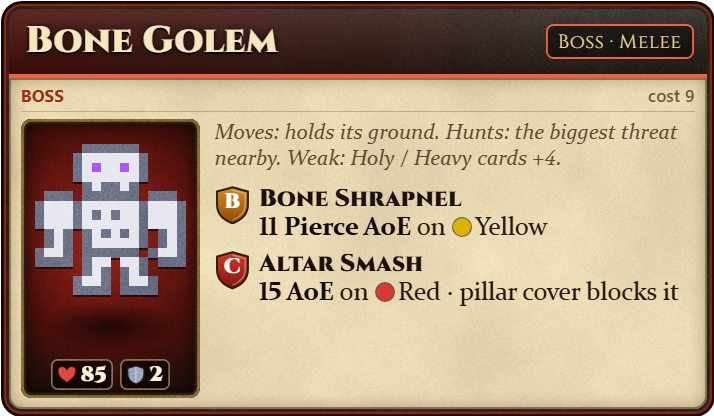 Bone Golem
Boss · Melee
BOSS
cost 9
Moves: holds its ground. Hunts: the biggest threat
nearby. Weak: Holy / Heavy cards +4.
B Bone Shrapnel
11 Pierce AoE on Yellow
C Altar Smash
15 AoE on Red · pillar cover blocks it
85 2